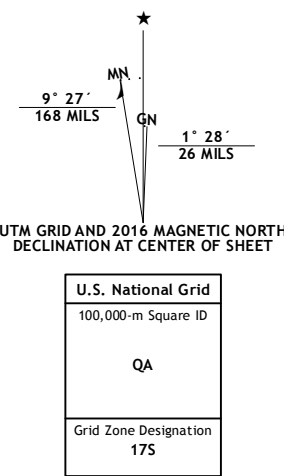 ★
MN
GN
9° 27´
168 MILS
1° 28´
26 MILS
UTM GRID AND 2016 MAGNETIC NORTH
DECLINATION AT CENTER OF SHEET
U.S. National Grid
100,000-m Square ID
QA
Grid Zone Designation
17S